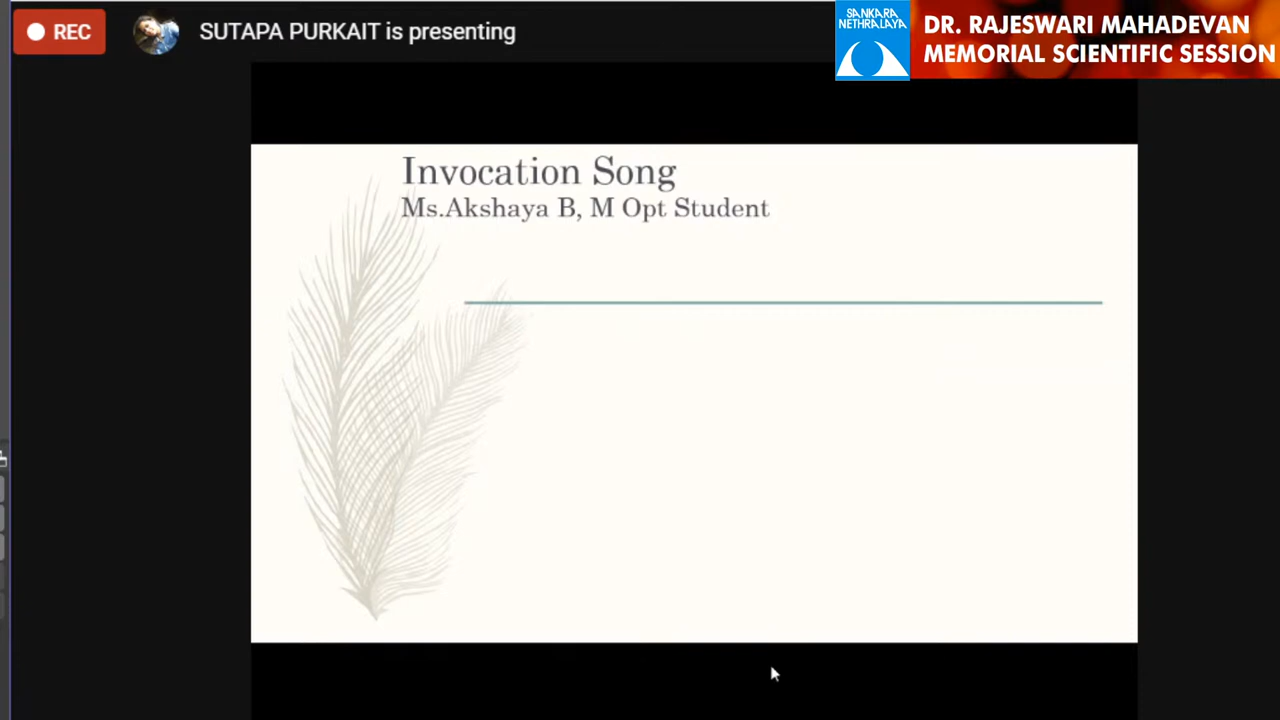 REC
SUTAPA PURKAIT is presenting
SANKARA
NETHRALAYA
DR. RAJESWARI MAHADEVAN
MEMORIAL SCIENTIFIC SESSION
Invocation Song
Ms.Akshaya B, M Opt Student